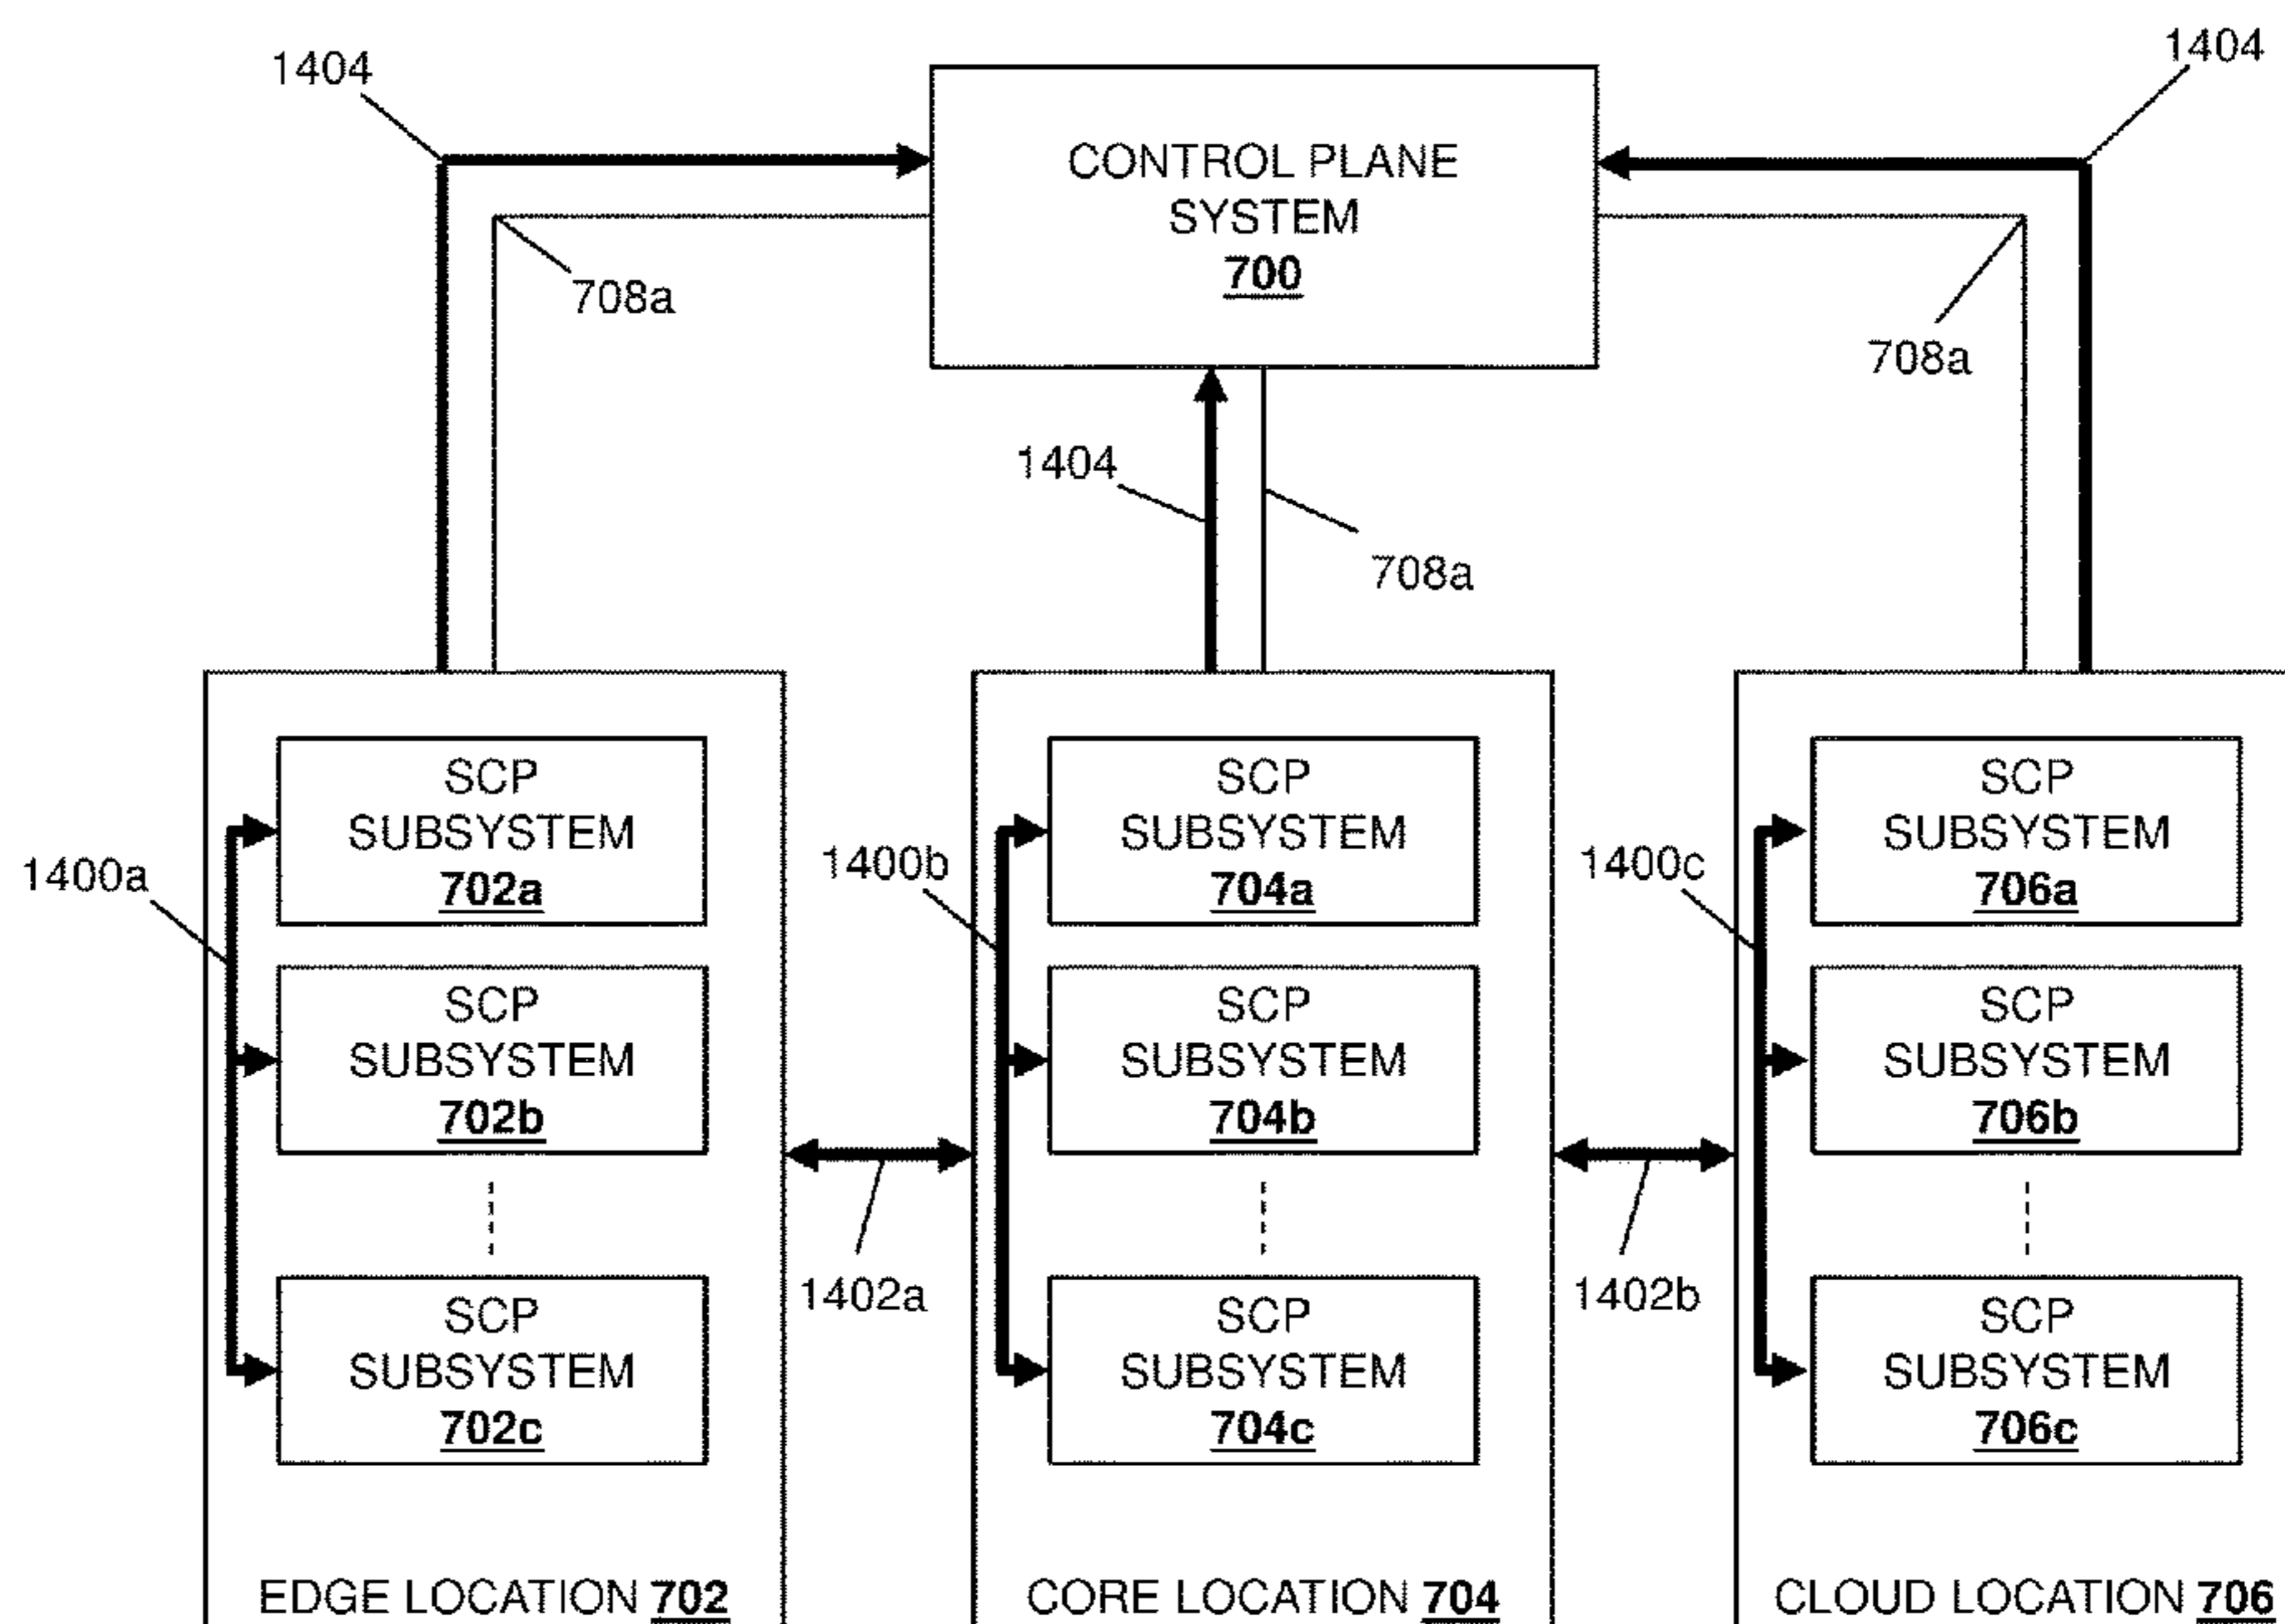 1404
1404
CONTROL PLANE
SYSTEM
700
708a
708a
1404
708a
SCP
SUBSYSTEM
702a
SCP
SUBSYSTEM
704a
SCP
SUBSYSTEM
706a
1400a
1400b
1400c
SCP
SUBSYSTEM
702b
SCP
SUBSYSTEM
704b
SCP
SUBSYSTEM
706b
1402a
1402b
SCP
SUBSYSTEM
702c
SCP
SUBSYSTEM
704c
SCP
SUBSYSTEM
706c
EDGE LOCATION 702
CORE LOCATION 704
CLOUD LOCATION 706